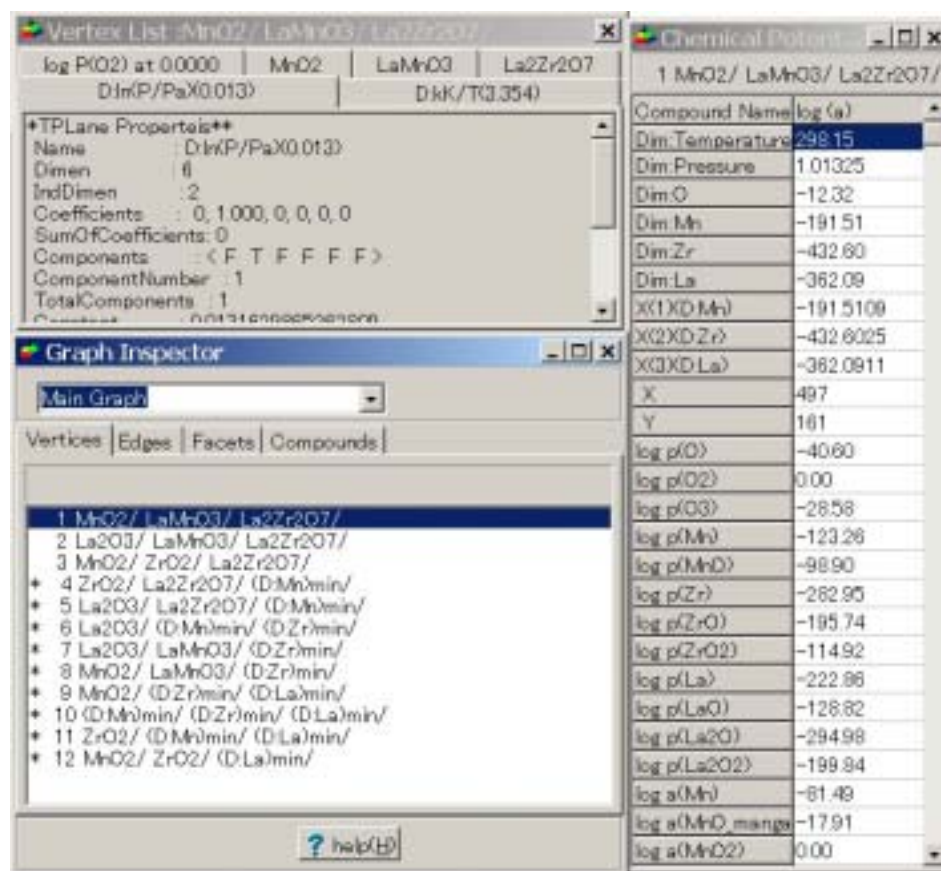 Vertex List :MnO2/ LaMnO3/ La2Zr2O7/
log P(O2) at 0.0000 MnO2 LaMnO3 La2Zr2O7
D:ln(P/PaX0.013) D:kK/T(3.354)
*TPLane Properteis**
Name : D:ln(P/PaX0.013)
Dimen : 6
IndDimen : 2
Coefficients : 0, 1.000, 0, 0, 0, 0
SumOfCoefficients: 0
Components : < F T F F F F >
ComponentNumber : 1
TotalComponents : 1
Graph Inspector
Main Graph
Vertices Edges Facets Compounds
1 MnO2/ LaMnO3/ La2Zr2O7/
2 La2O3/ LaMnO3/ La2Zr2O7/
3 MnO2/ ZrO2/ La2Zr2O7/
* 4 ZrO2/ La2Zr2O7/ (D:Mn)min/
* 5 La2O3/ La2Zr2O7/ (D:Mn)min/
* 6 La2O3/ (D:Mn)min/ (D:Zr)min/
* 7 La2O3/ LaMnO3/ (D:Zr)min/
* 8 MnO2/ LaMnO3/ (D:Zr)min/
* 9 MnO2/ (D:Zr)min/ (D:La)min/
* 10 (D:Mn)min/ (D:Zr)min/ (D:La)min/
* 11 ZrO2/ (D:Mn)min/ (D:La)min/
* 12 MnO2/ ZrO2/ (D:La)min/
? help(H)
Chemical Potent...
1 MnO2/ LaMnO3/ La2Zr2O7/
Compound Name log (a)
Dim:Temperature 298.15
Dim:Pressure 1.01325
Dim:O -12.32
Dim:Mn -191.51
Dim:Zr -432.60
Dim:La -362.09
X(1)(D:Mn) -191.5109
X(2)(D:Zr) -432.6025
X(3)(D:La) -362.0911
X 497
Y 161
log p(O) -40.60
log p(O2) 0.00
log p(O3) -28.58
log p(Mn) -123.26
log p(MnO) -98.90
log p(Zr) -282.95
log p(ZrO) -195.74
log p(ZrO2) -114.92
log p(La) -222.86
log p(LaO) -128.82
log p(La2O) -294.98
log p(La2O2) -199.84
log a(Mn) -81.49
log a(MnO_manga -17.91
log a(MnO2) 0.00